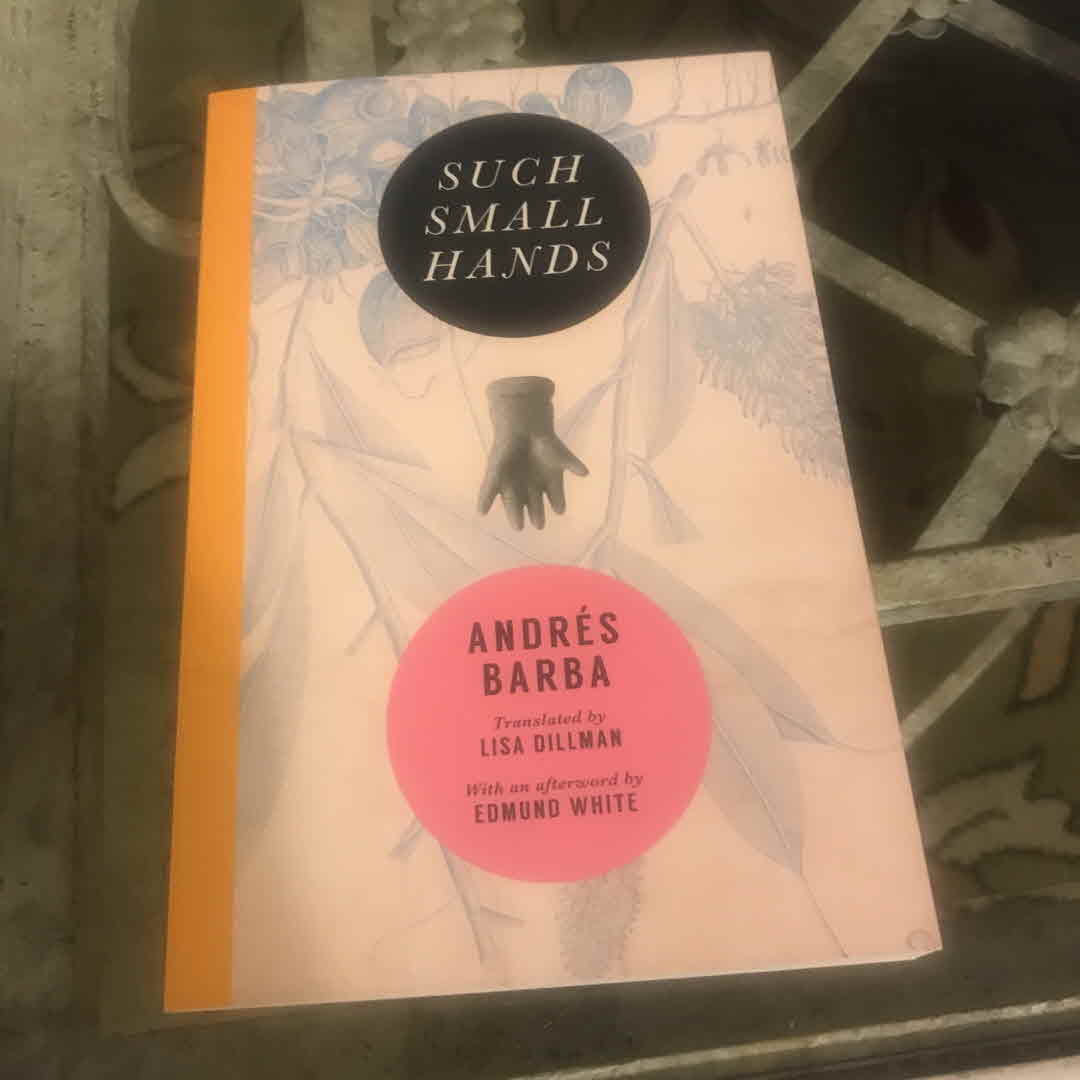 SUCH
SMALL
HANDS
ANDRÉS
BARBA
Translated by
LISA DILLMAN
With an afterword by
EDMUND WHITE